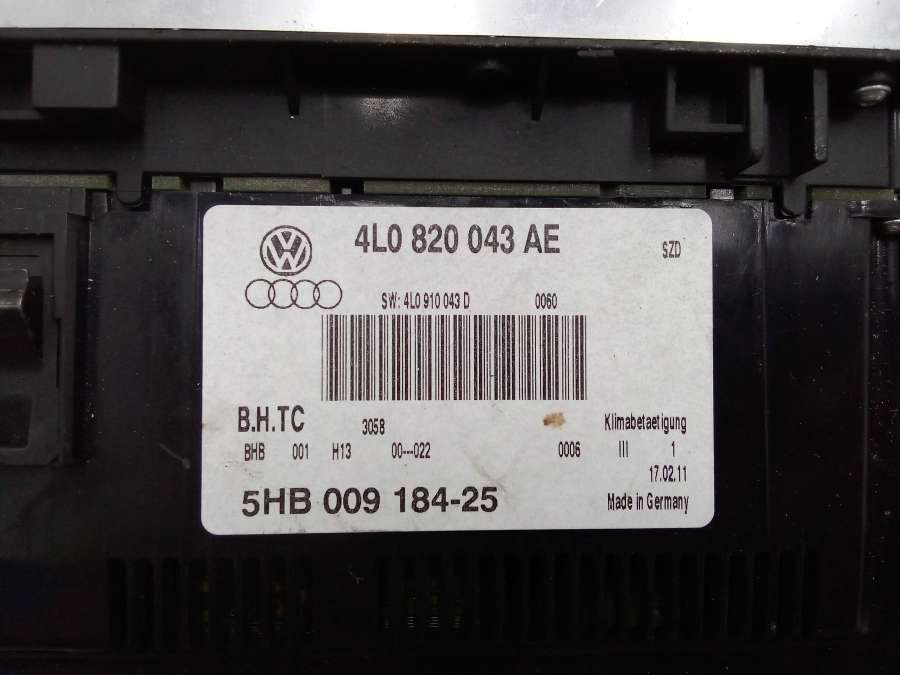 4L0 820 043 AE
SZD
SW: 4L0 910 043 D 0060
B.H.TC 3058 Klimabetaetigung
BHB 001 H13 00---022 0006 III 1
17.02.11
5HB 009 184-25 Made in Germany